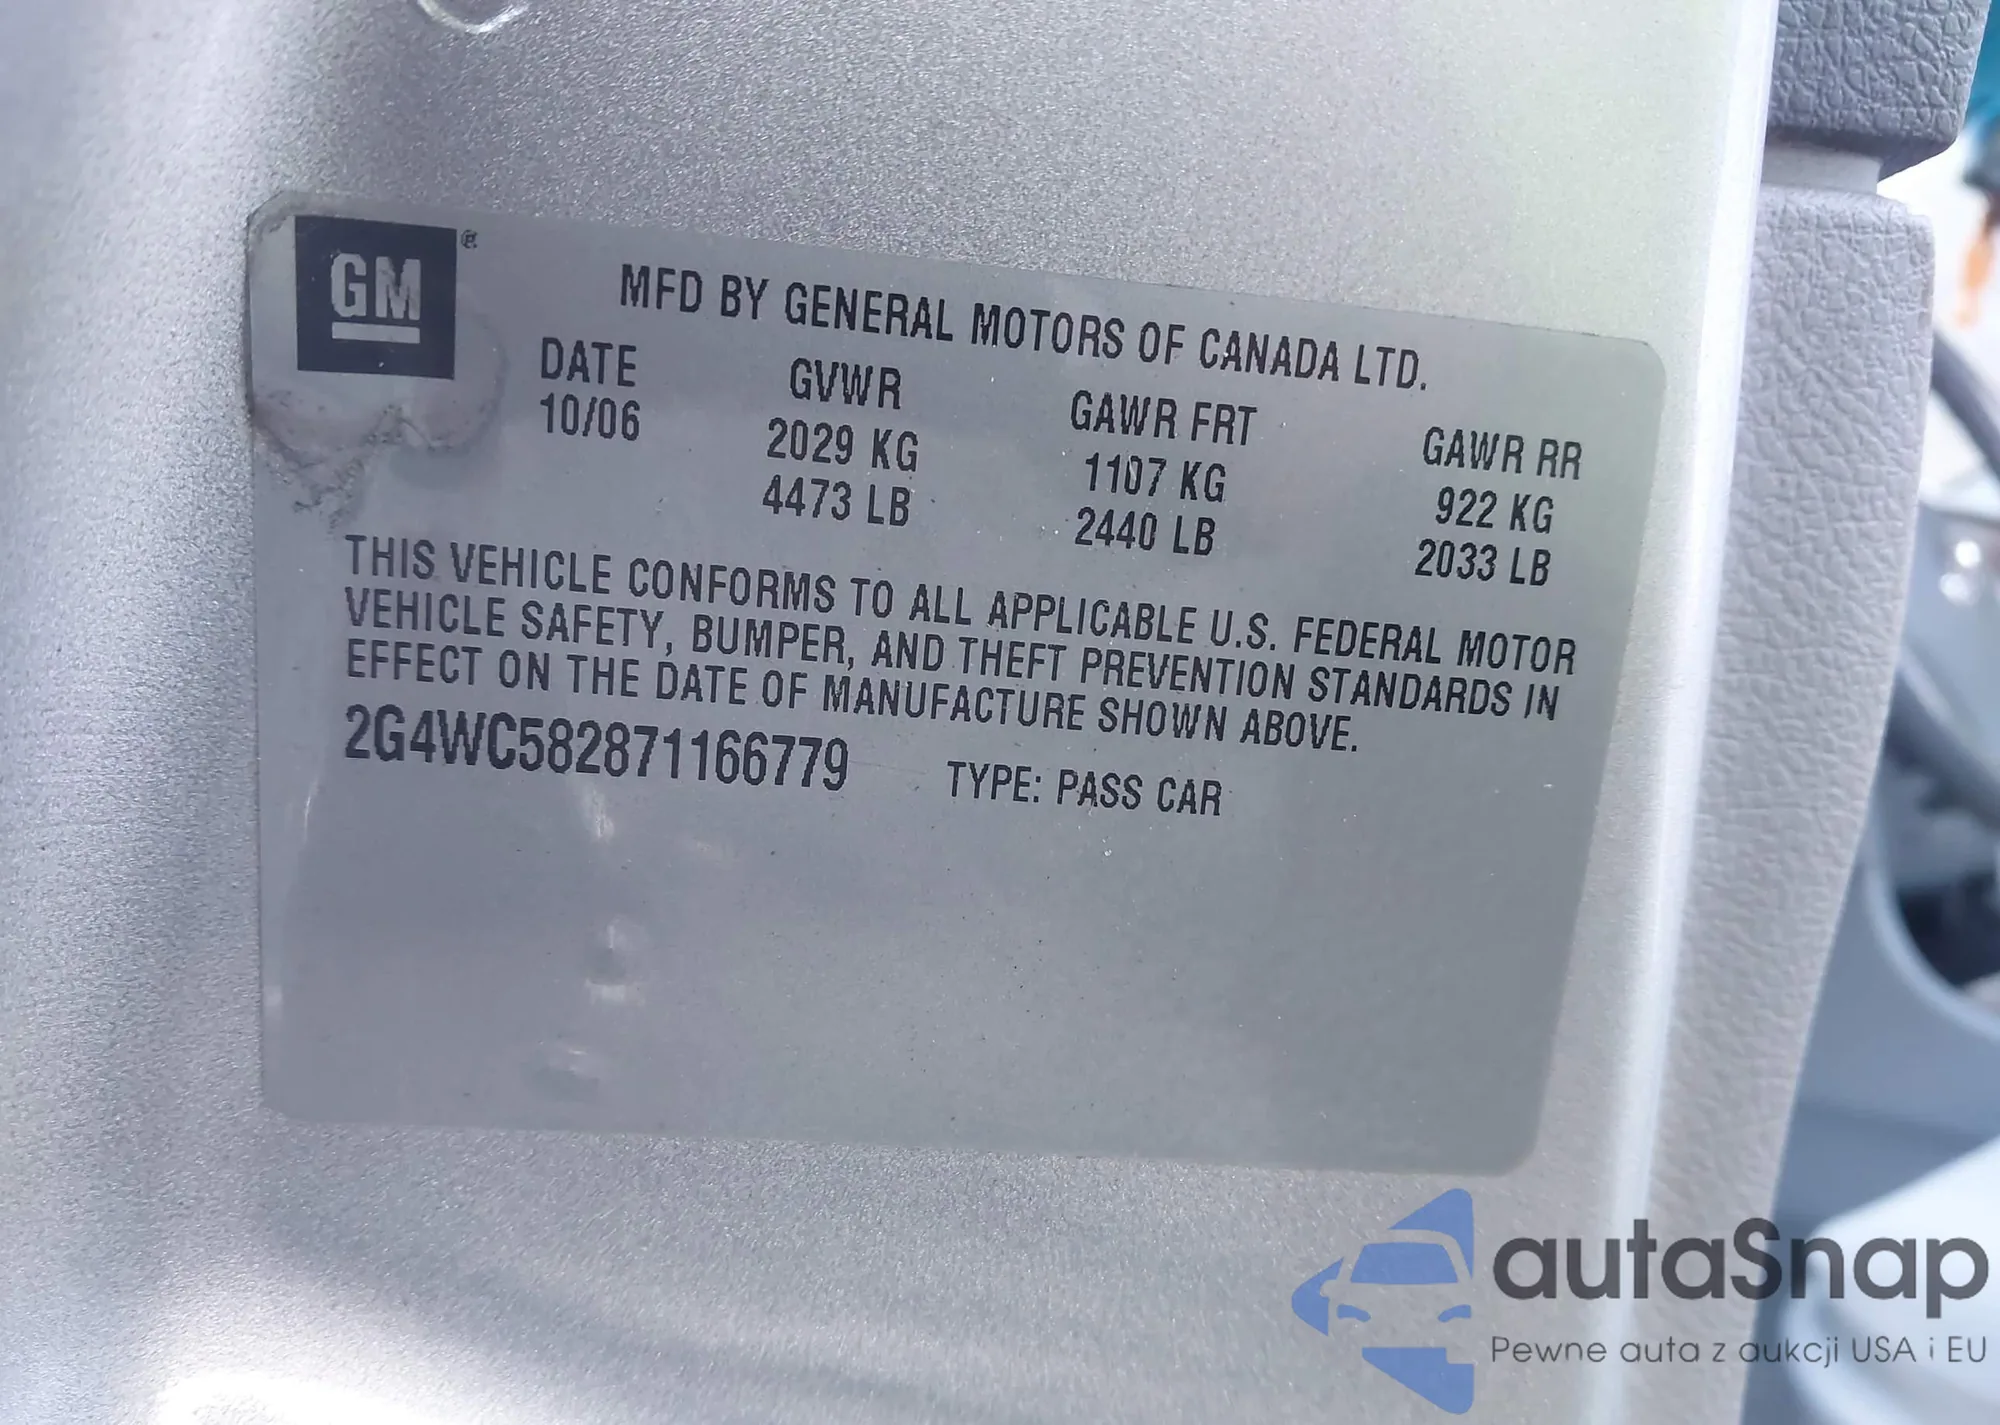 GM ®
MFD BY GENERAL MOTORS OF CANADA LTD.
DATE GVWR GAWR FRT GAWR RR
10/06 2029 KG 1107 KG 922 KG
4473 LB 2440 LB 2033 LB
THIS VEHICLE CONFORMS TO ALL APPLICABLE U.S. FEDERAL MOTOR
VEHICLE SAFETY, BUMPER, AND THEFT PREVENTION STANDARDS IN
EFFECT ON THE DATE OF MANUFACTURE SHOWN ABOVE.
2G4WC582871166779 TYPE: PASS CAR
autaSnap
Pewne auta z aukcji USA i EU